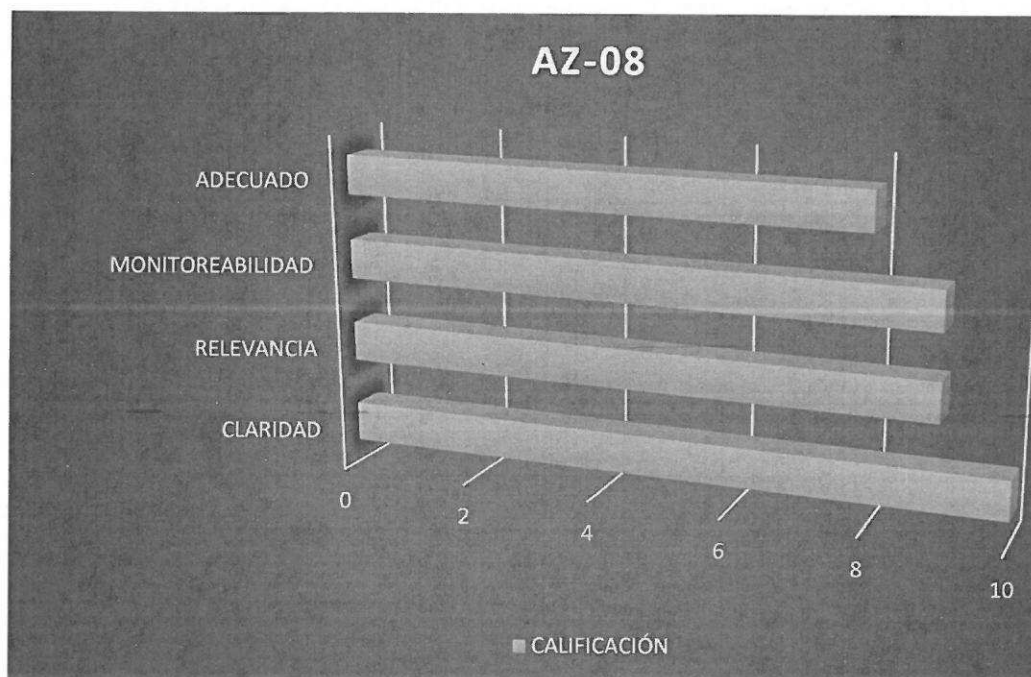 AZ-08
ADECUADO
MONITOREABILIDAD
RELEVANCIA
CLARIDAD
0
2
4
6
8
10
CALIFICACIÓN